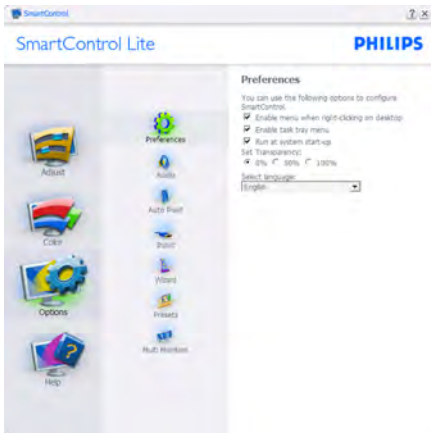 SmartControl
SmartControl Lite
PHILIPS
Adjust
Color
Options
Help
Preferences
Audio
Auto Pivot
Input
Wizard
Presets
Multi Monitors
Preferences
You can use the following options to configure
SmartControl.
Enable menu when right-clicking on desktop
Enable task tray menu
Run at system start-up
Set Transparency:
0% 50% 100%
Select language:
English